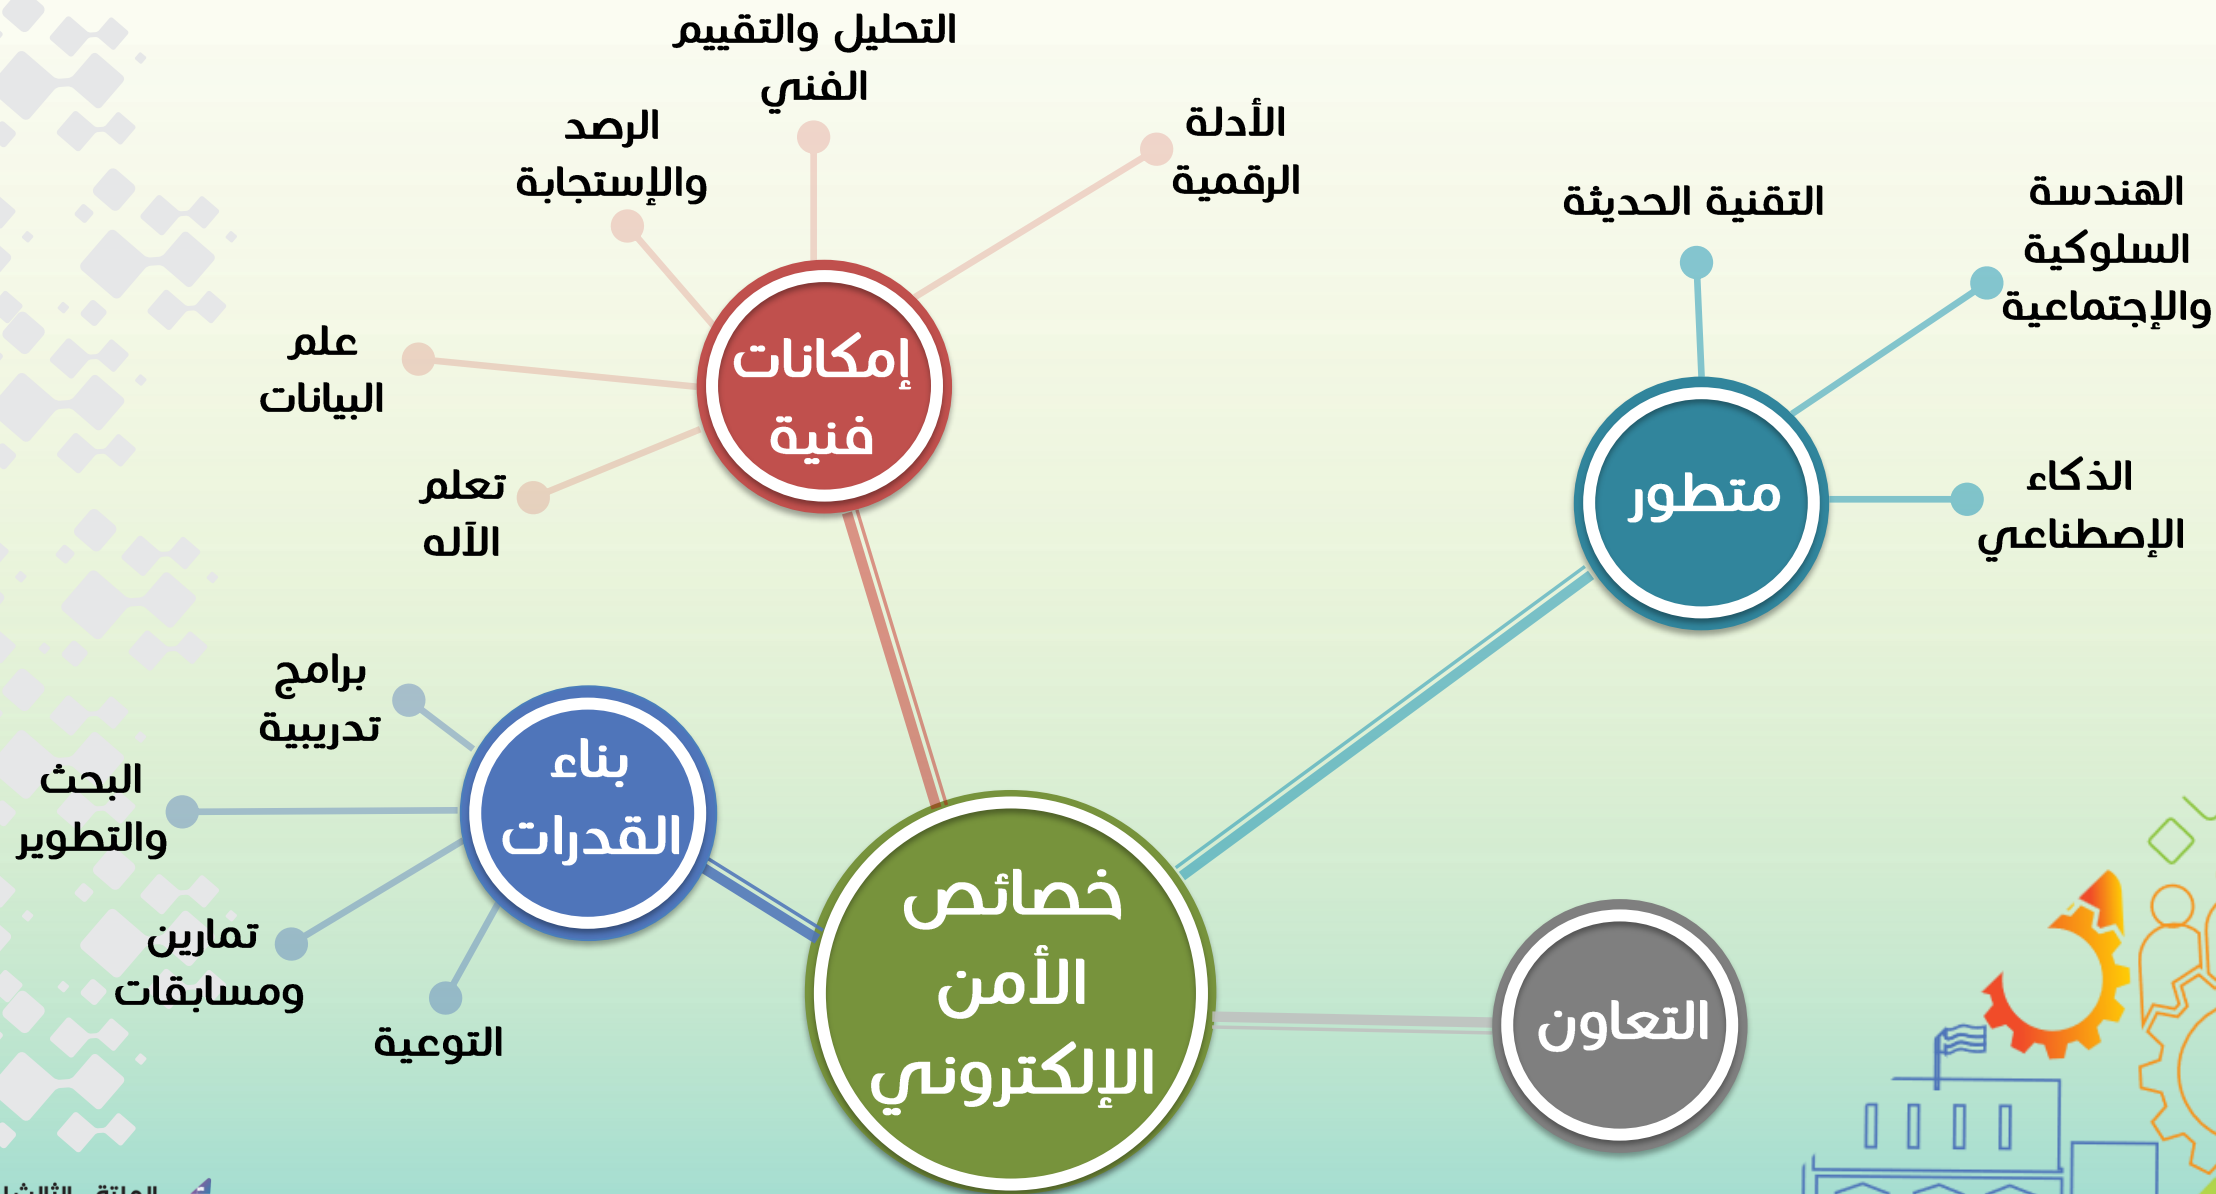 التحليل والتقييم
الفني
الأدلة
الرقمية
الرصد
والإستجابة
علم
البيانات
تعلم
الآله
إمكانات
فنية
التقنية الحديثة
الهندسة
السلوكية
والإجتماعية
الذكاء
الإصطناعي
متطور
برامج
تدريبية
البحث
والتطوير
تمارين
ومسابقات
التوعية
بناء
القدرات
خصائص
الأمن
الإلكتروني
التعاون